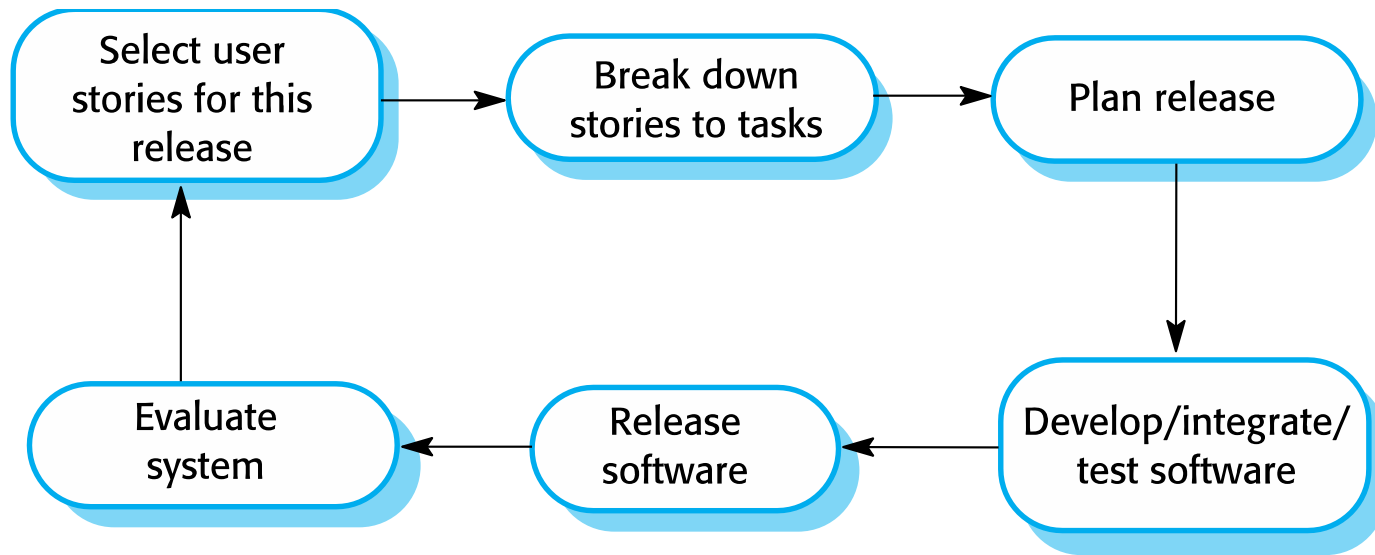 Select user
stories for this
release
Break down
stories to tasks
Plan release
Develop/integrate/
test software
Release
software
Evaluate
system